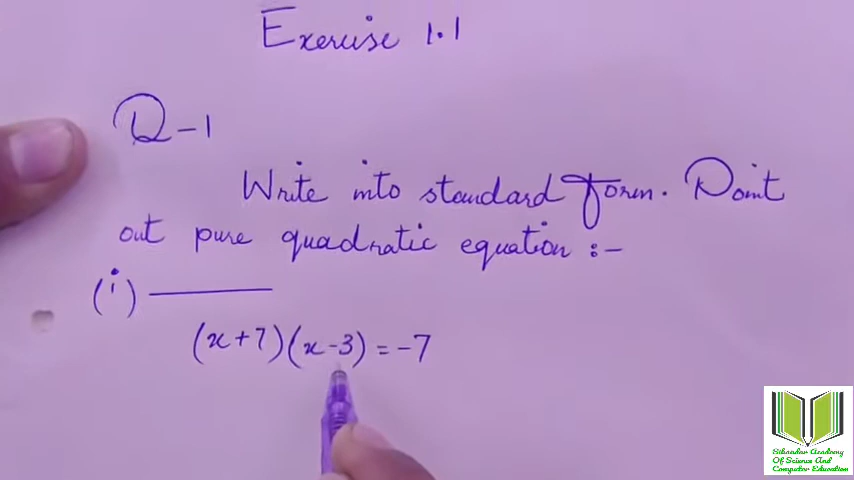 Exercise 1.1
Q-1
Write into standard form. Point
out pure quadratic equation :-
(i)
(x+7)(x-3) = -7
Sikandar Academy
Of Science And
Computer Education